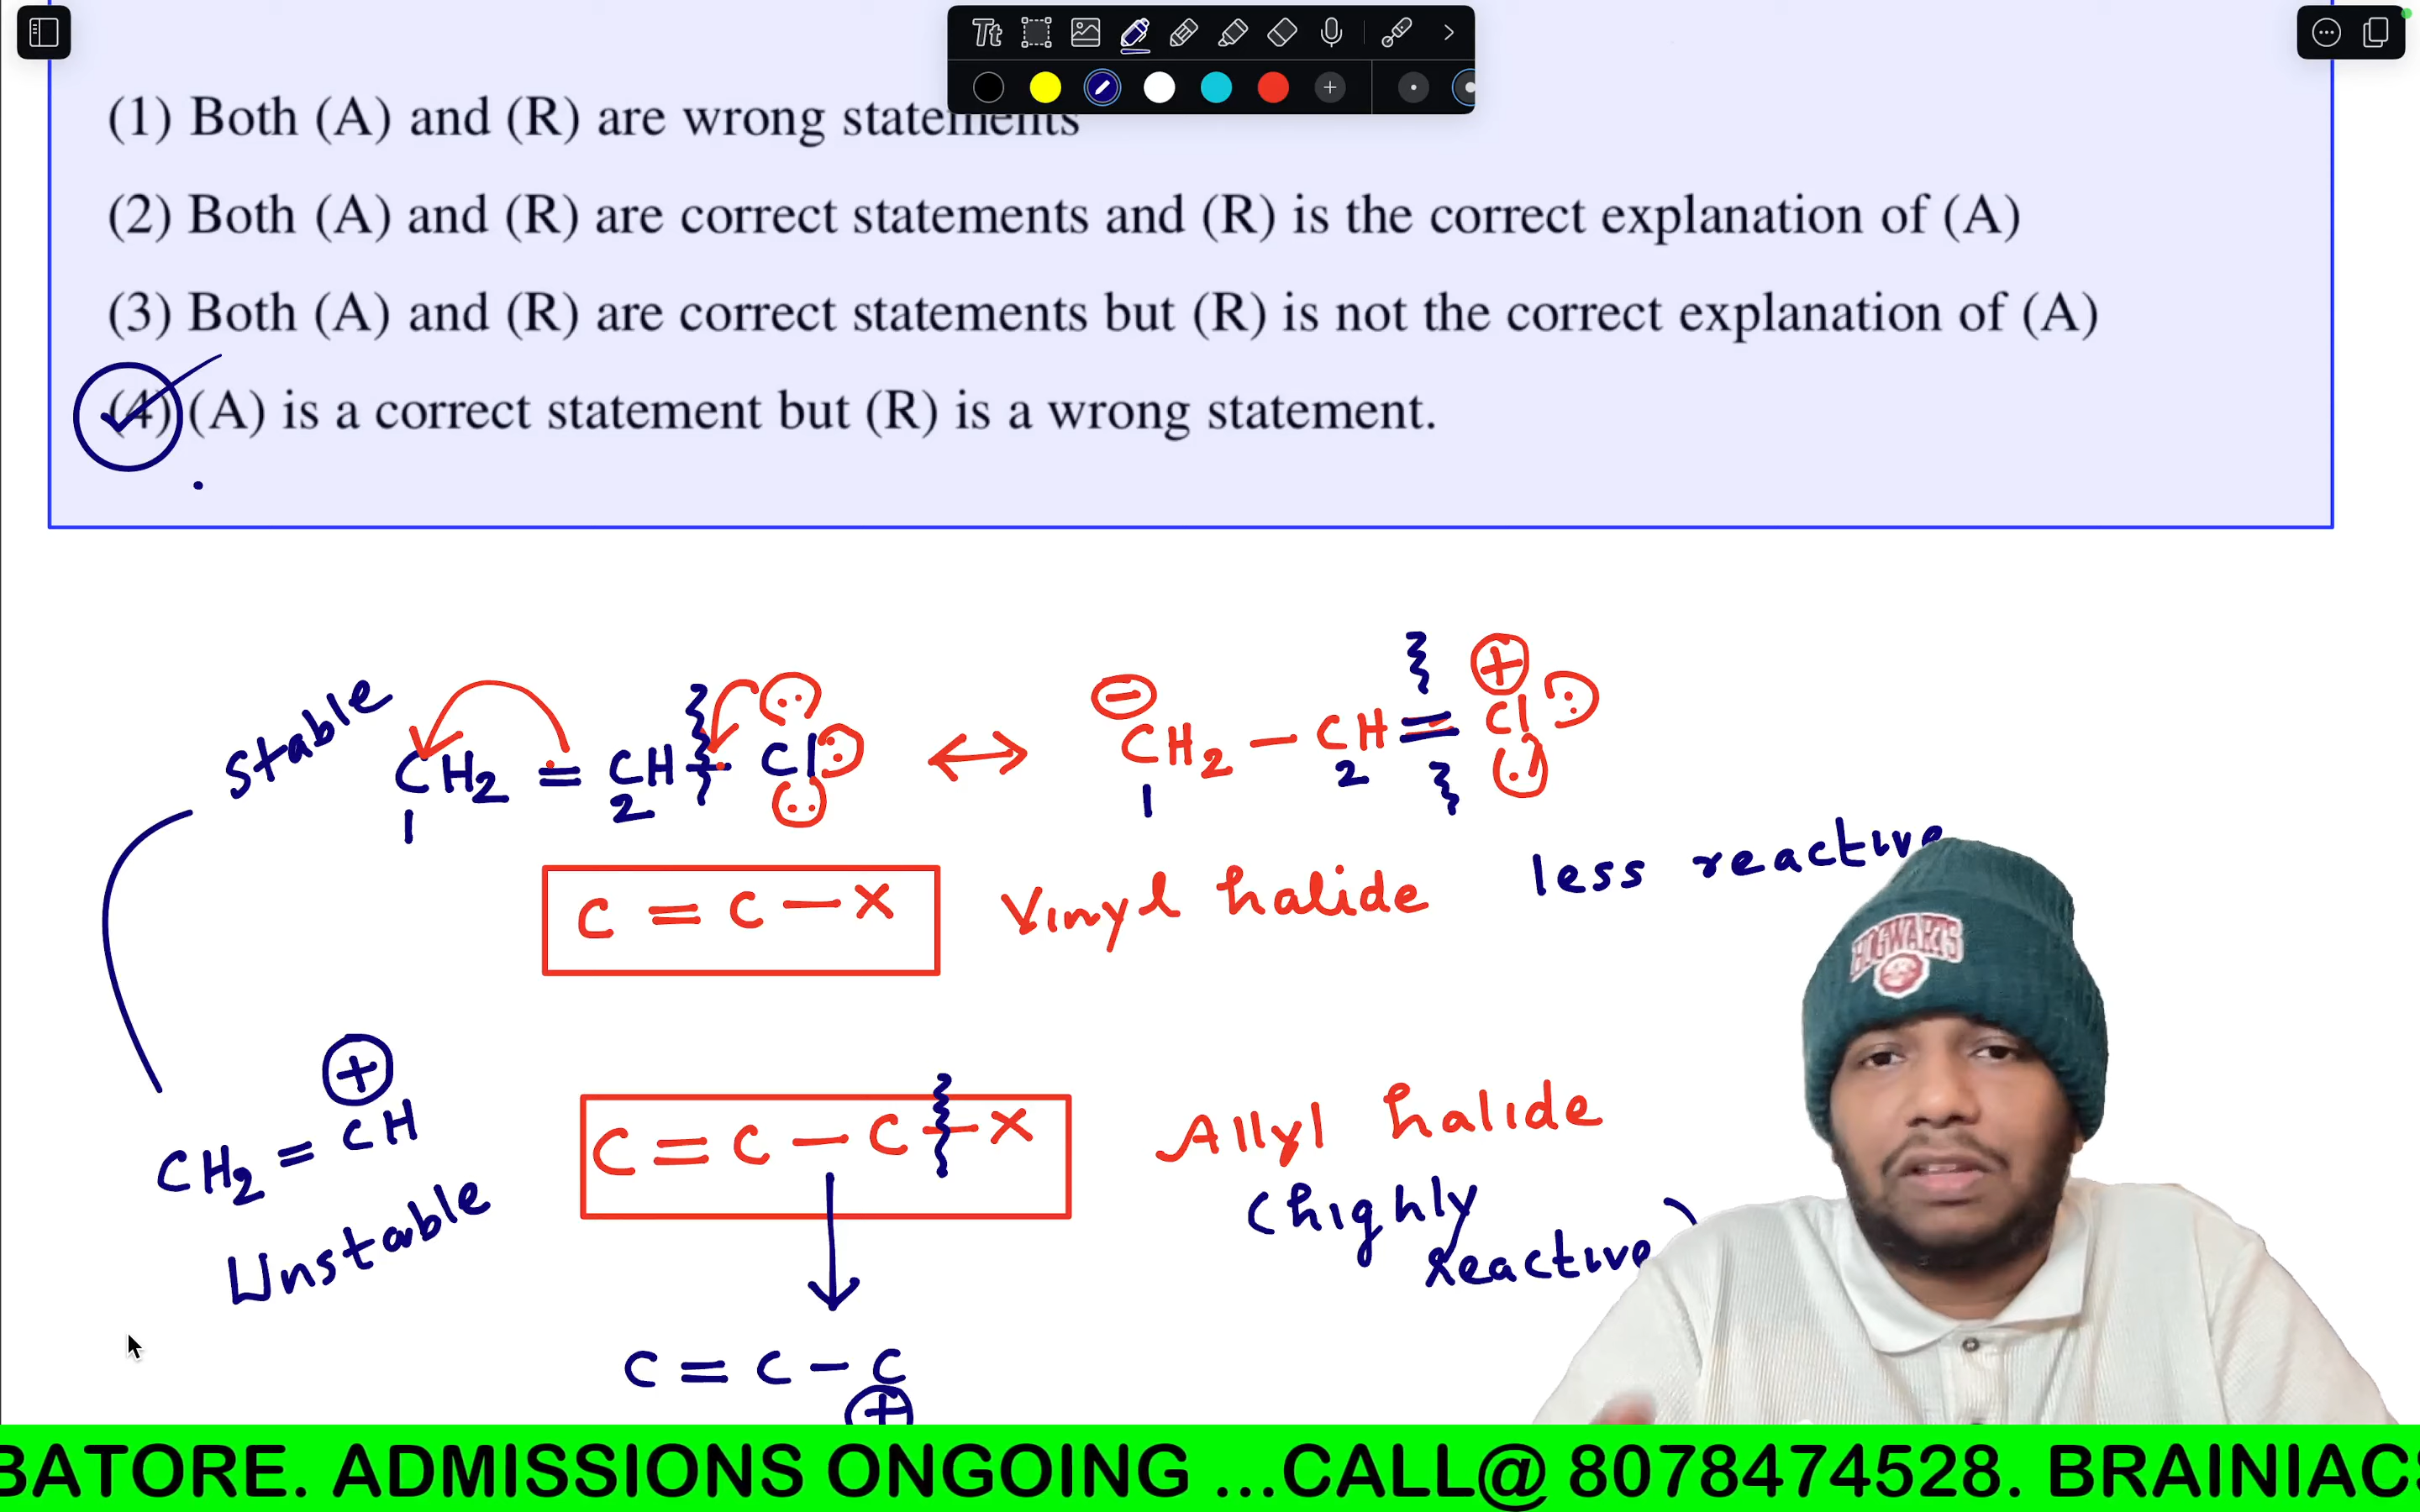 Tt
(1) Both (A) and (R) are wrong statements
(2) Both (A) and (R) are correct statements and (R) is the correct explanation of (A)
(3) Both (A) and (R) are correct statements but (R) is not the correct explanation of (A)
(4) (A) is a correct statement but (R) is a wrong statement.
Stable
CH2 = CH - Cl ↔ CH2 - CH = Cl
1 2 1 2
⊖ ⊕
C = C - X Vinyl halide less reactive
HOGWARTS
⊕
CH2 = CH
Unstable
C = C - C - X Allyl halide
(highly
reactive
C = C - C
⊕
BATORE. ADMISSIONS ONGOING ...CALL@ 8078474528. BRAINIACS